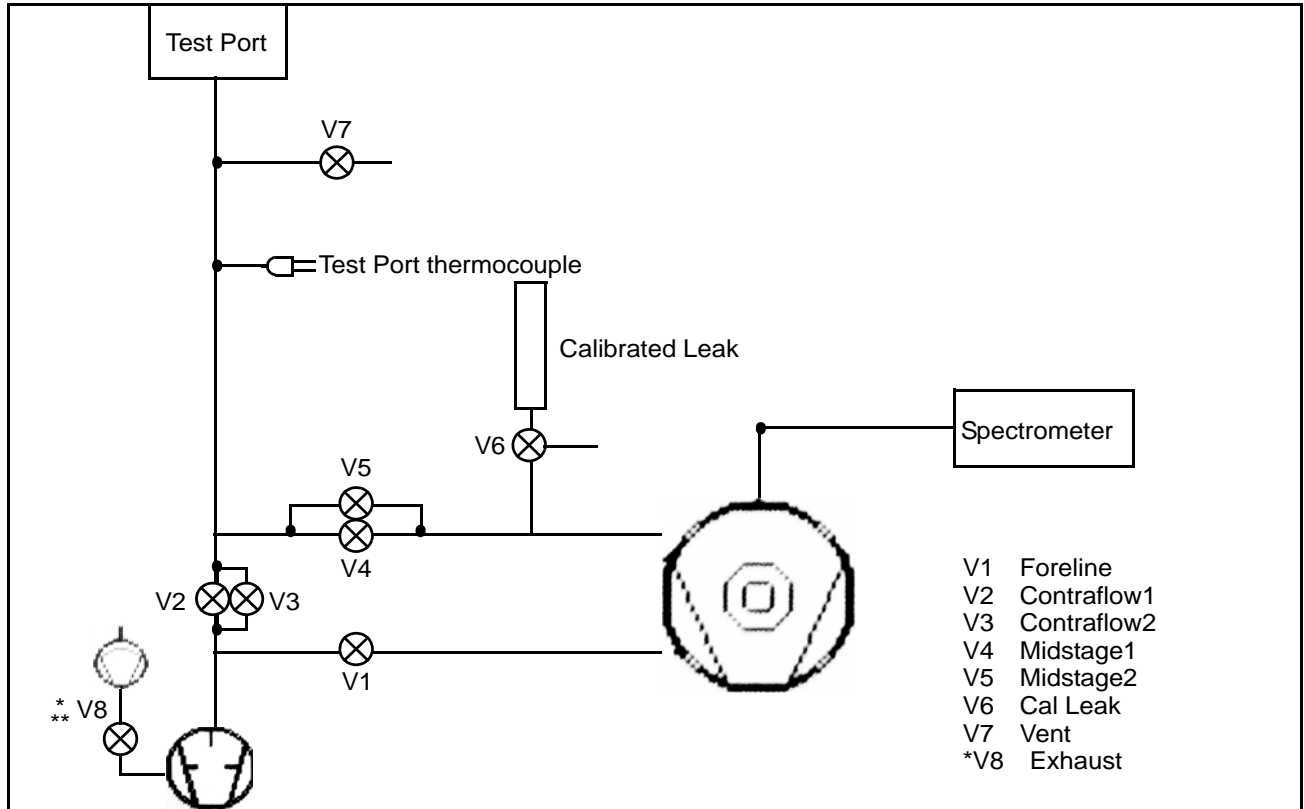 Test Port
V7
Test Port thermocouple
Calibrated Leak
V6
Spectrometer
V5
V4
V2
V3
V1
*
**
V8
V1 Foreline
V2 Contraflow1
V3 Contraflow2
V4 Midstage1
V5 Midstage2
V6 Cal Leak
V7 Vent
*V8 Exhaust